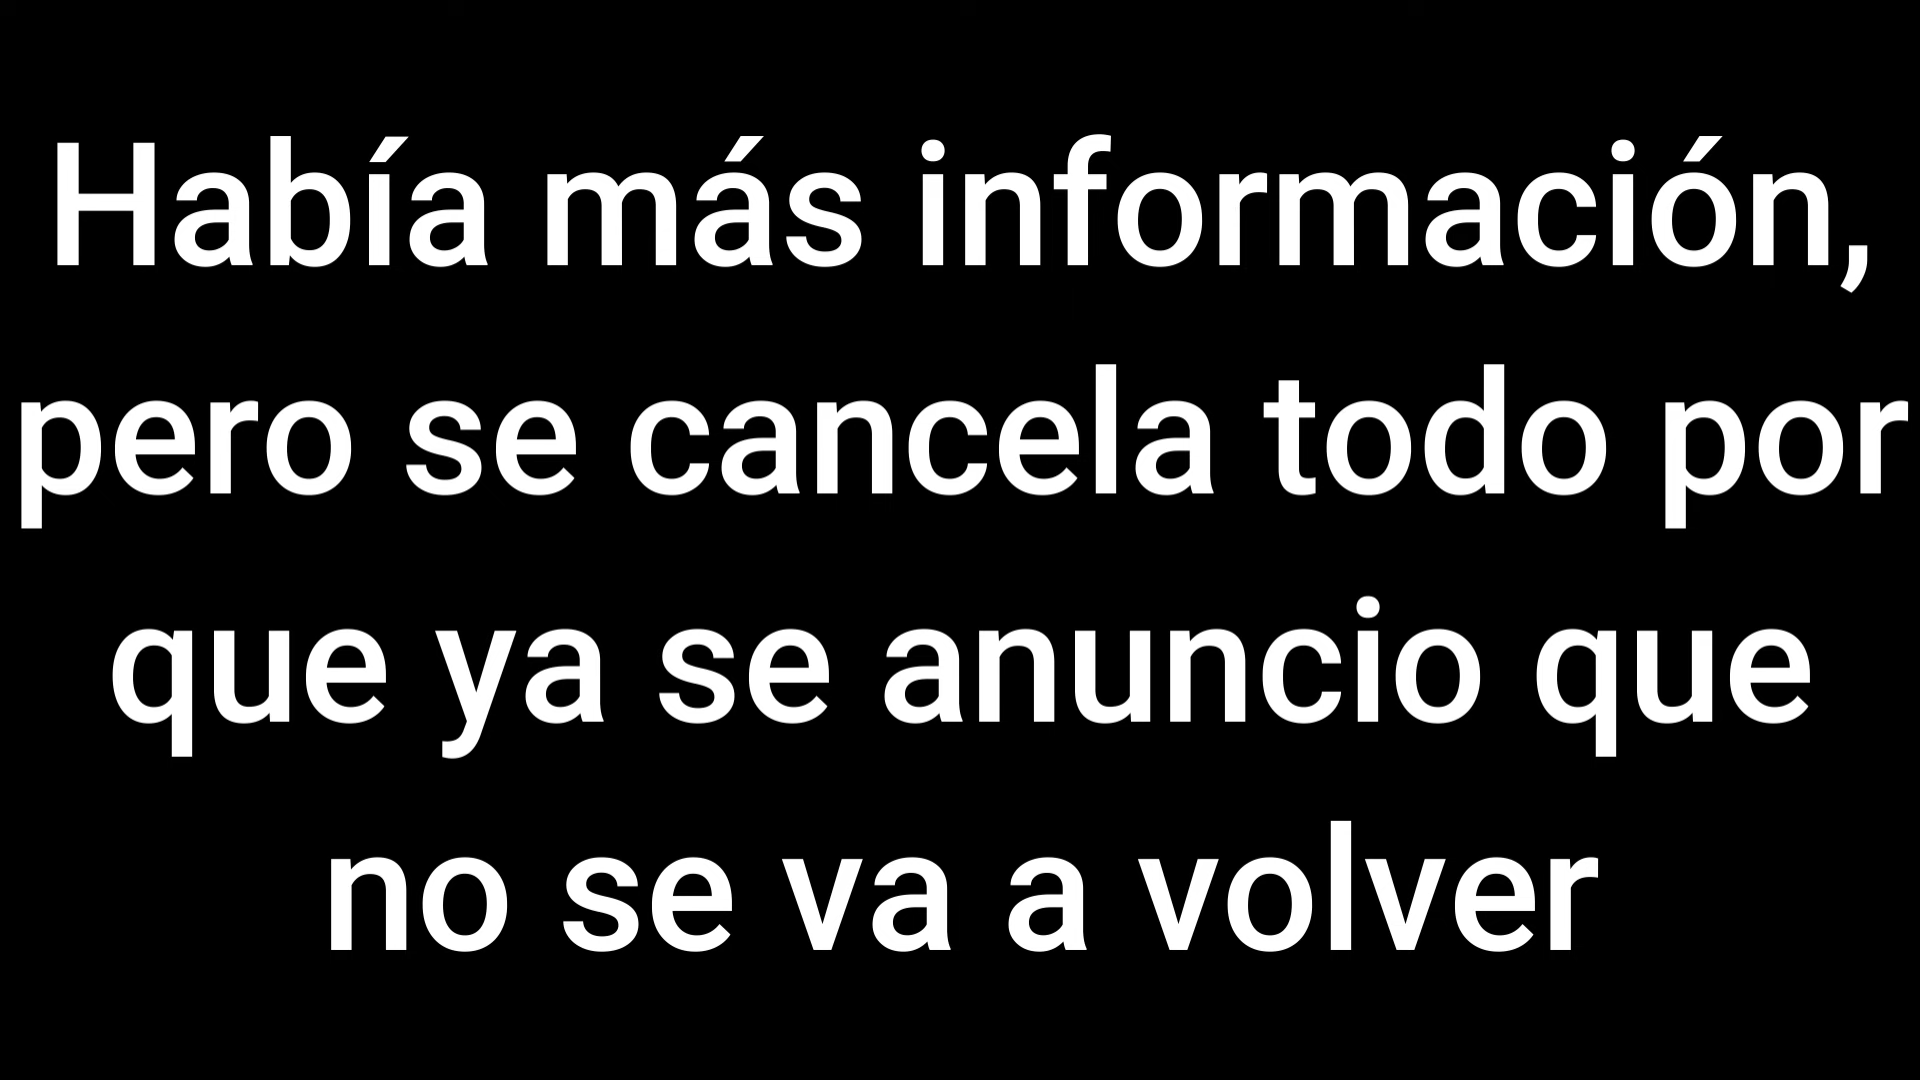 Había más información,
pero se cancela todo por
que ya se anuncio que
no se va a volver